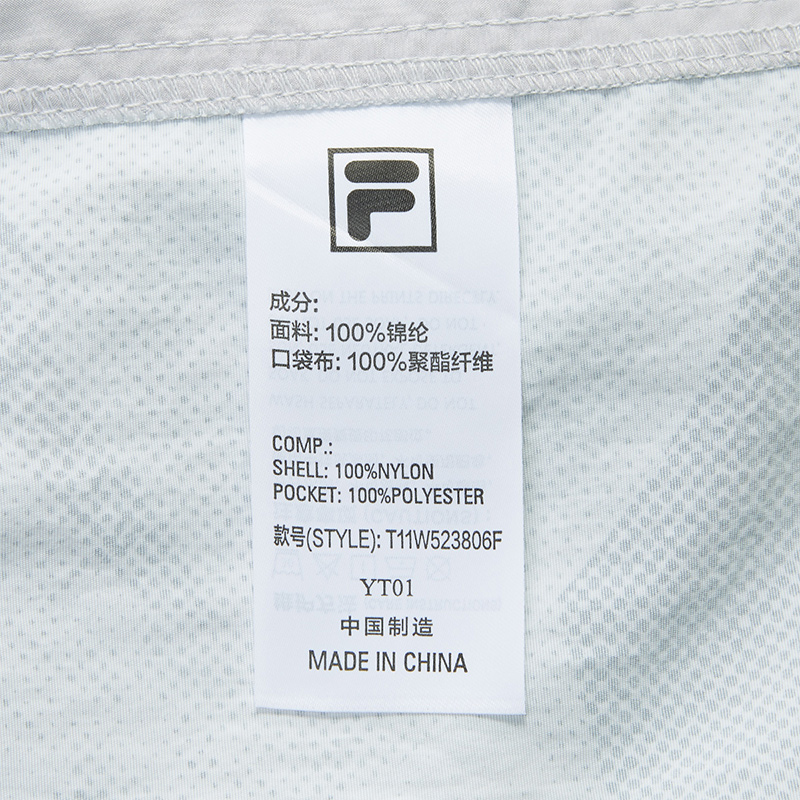 F
成分:
面料: 100%锦纶
口袋布: 100%聚酯纤维
COMP.:
SHELL: 100%NYLON
POCKET: 100%POLYESTER
款号(STYLE): T11W523806F
YT01
中国制造
MADE IN CHINA